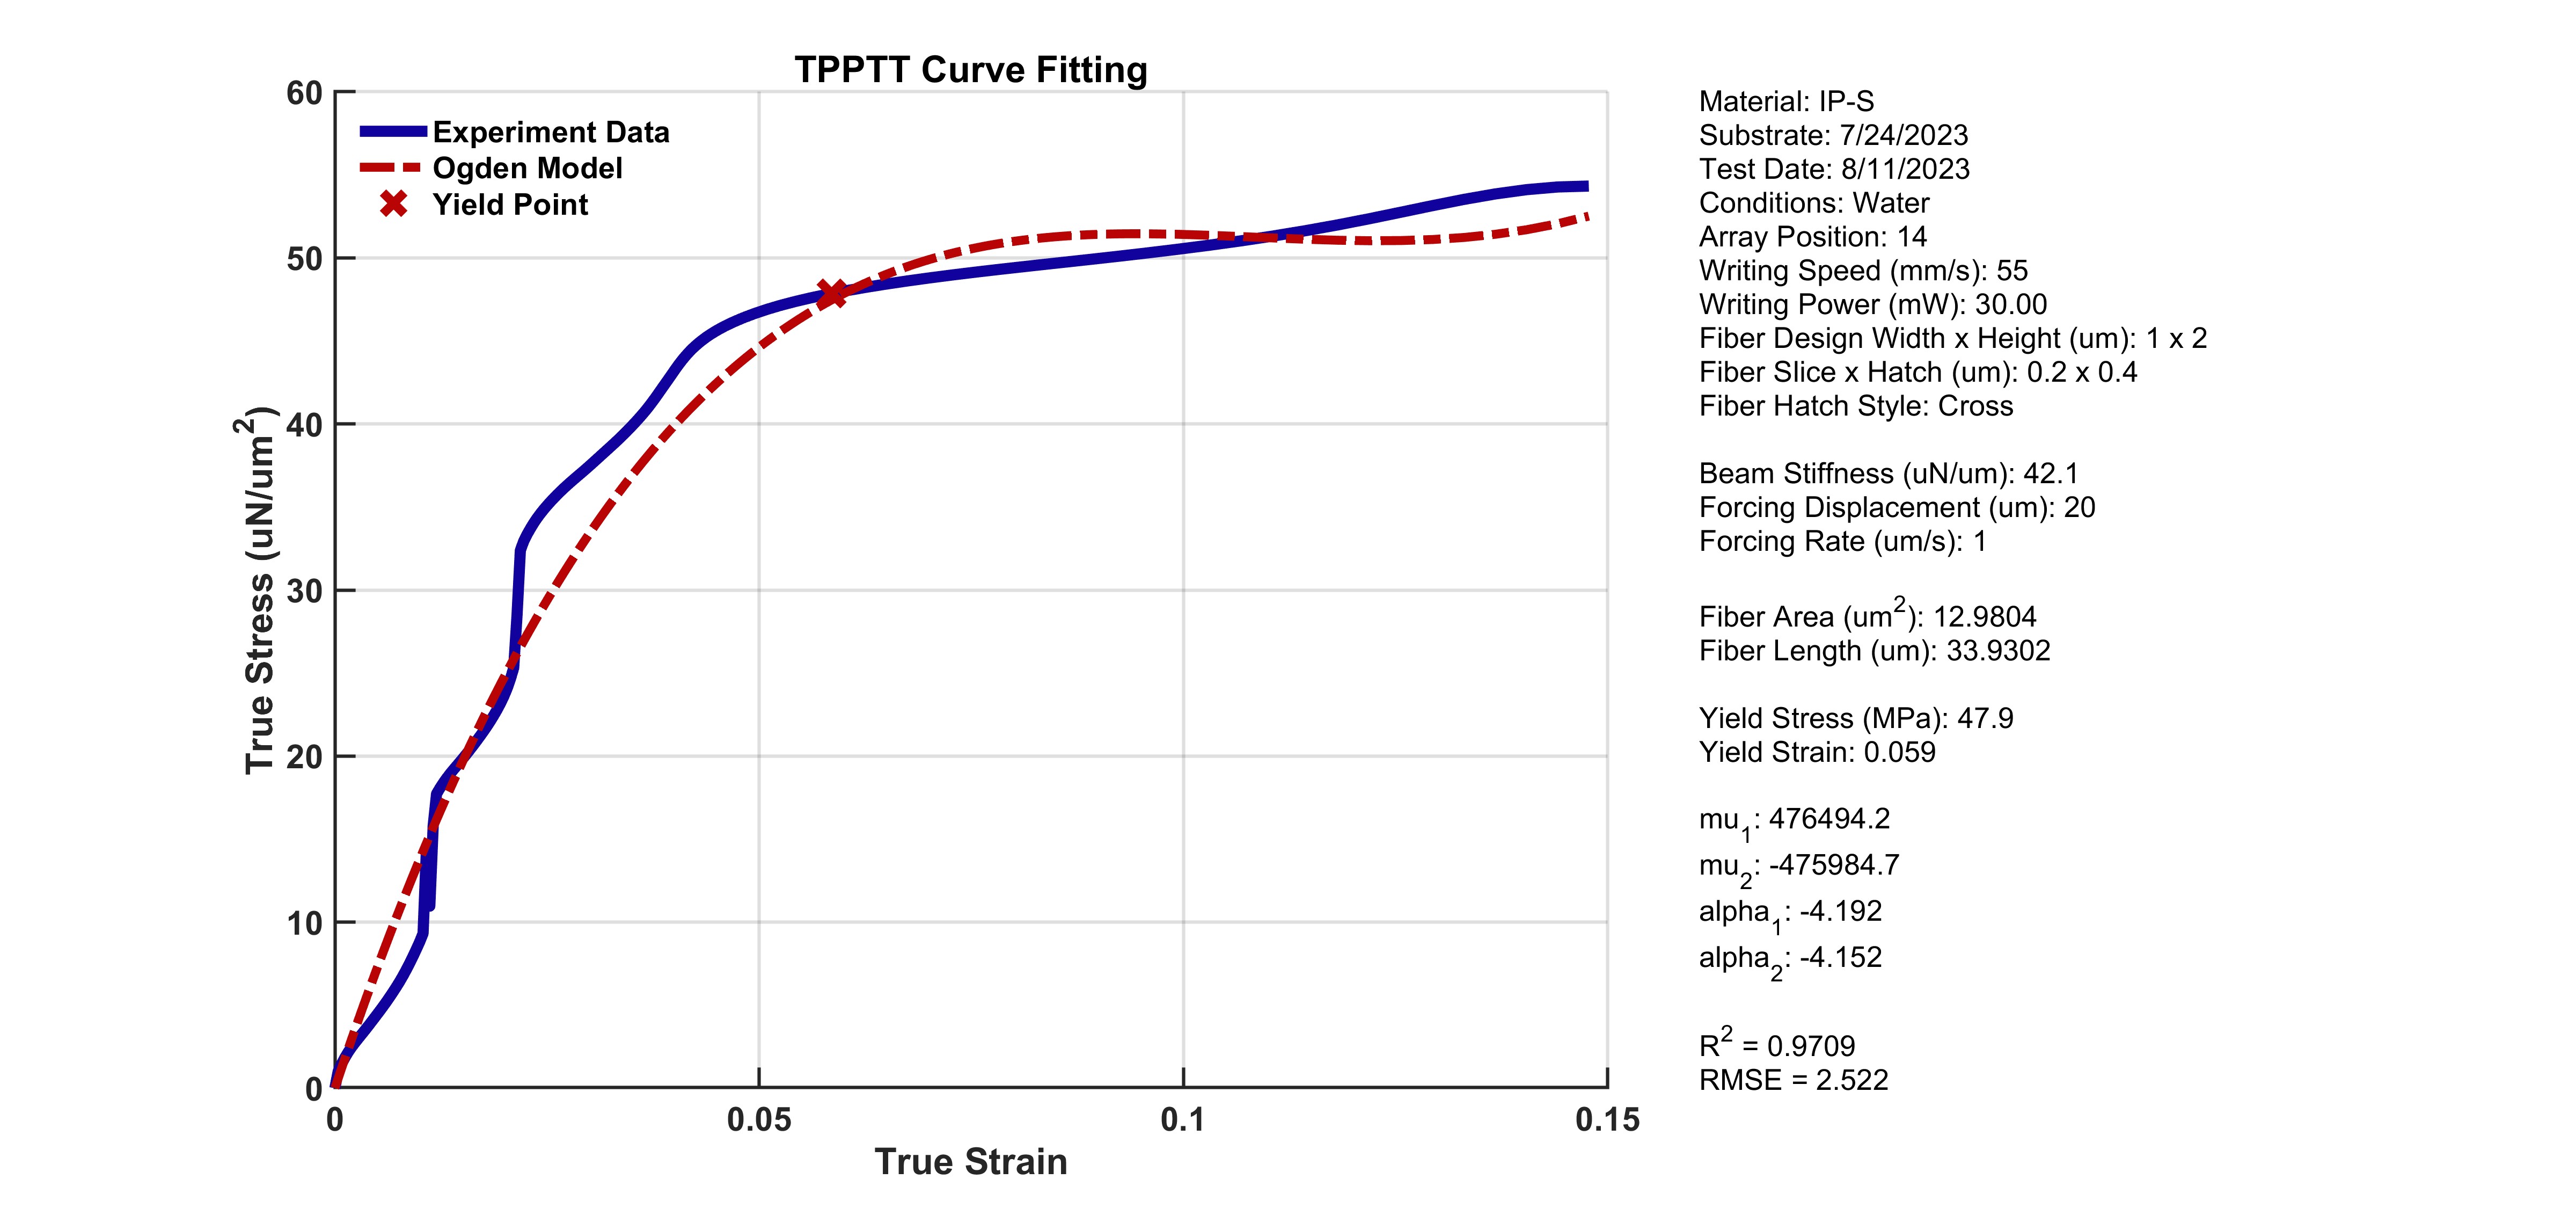 TPPTT Curve Fitting
60
50
40
30
20
10
0
True Stress (uN/um²)
Experiment Data
Ogden Model
Yield Point
0
0.05
0.1
0.15
True Strain
Material: IP-S
Substrate: 7/24/2023
Test Date: 8/11/2023
Conditions: Water
Array Position: 14
Writing Speed (mm/s): 55
Writing Power (mW): 30.00
Fiber Design Width x Height (um): 1 x 2
Fiber Slice x Hatch (um): 0.2 x 0.4
Fiber Hatch Style: Cross
Beam Stiffness (uN/um): 42.1
Forcing Displacement (um): 20
Forcing Rate (um/s): 1
Fiber Area (um²): 12.9804
Fiber Length (um): 33.9302
Yield Stress (MPa): 47.9
Yield Strain: 0.059
mu₁: 476494.2
mu₂: -475984.7
alpha₁: -4.192
alpha₂: -4.152
R² = 0.9709
RMSE = 2.522